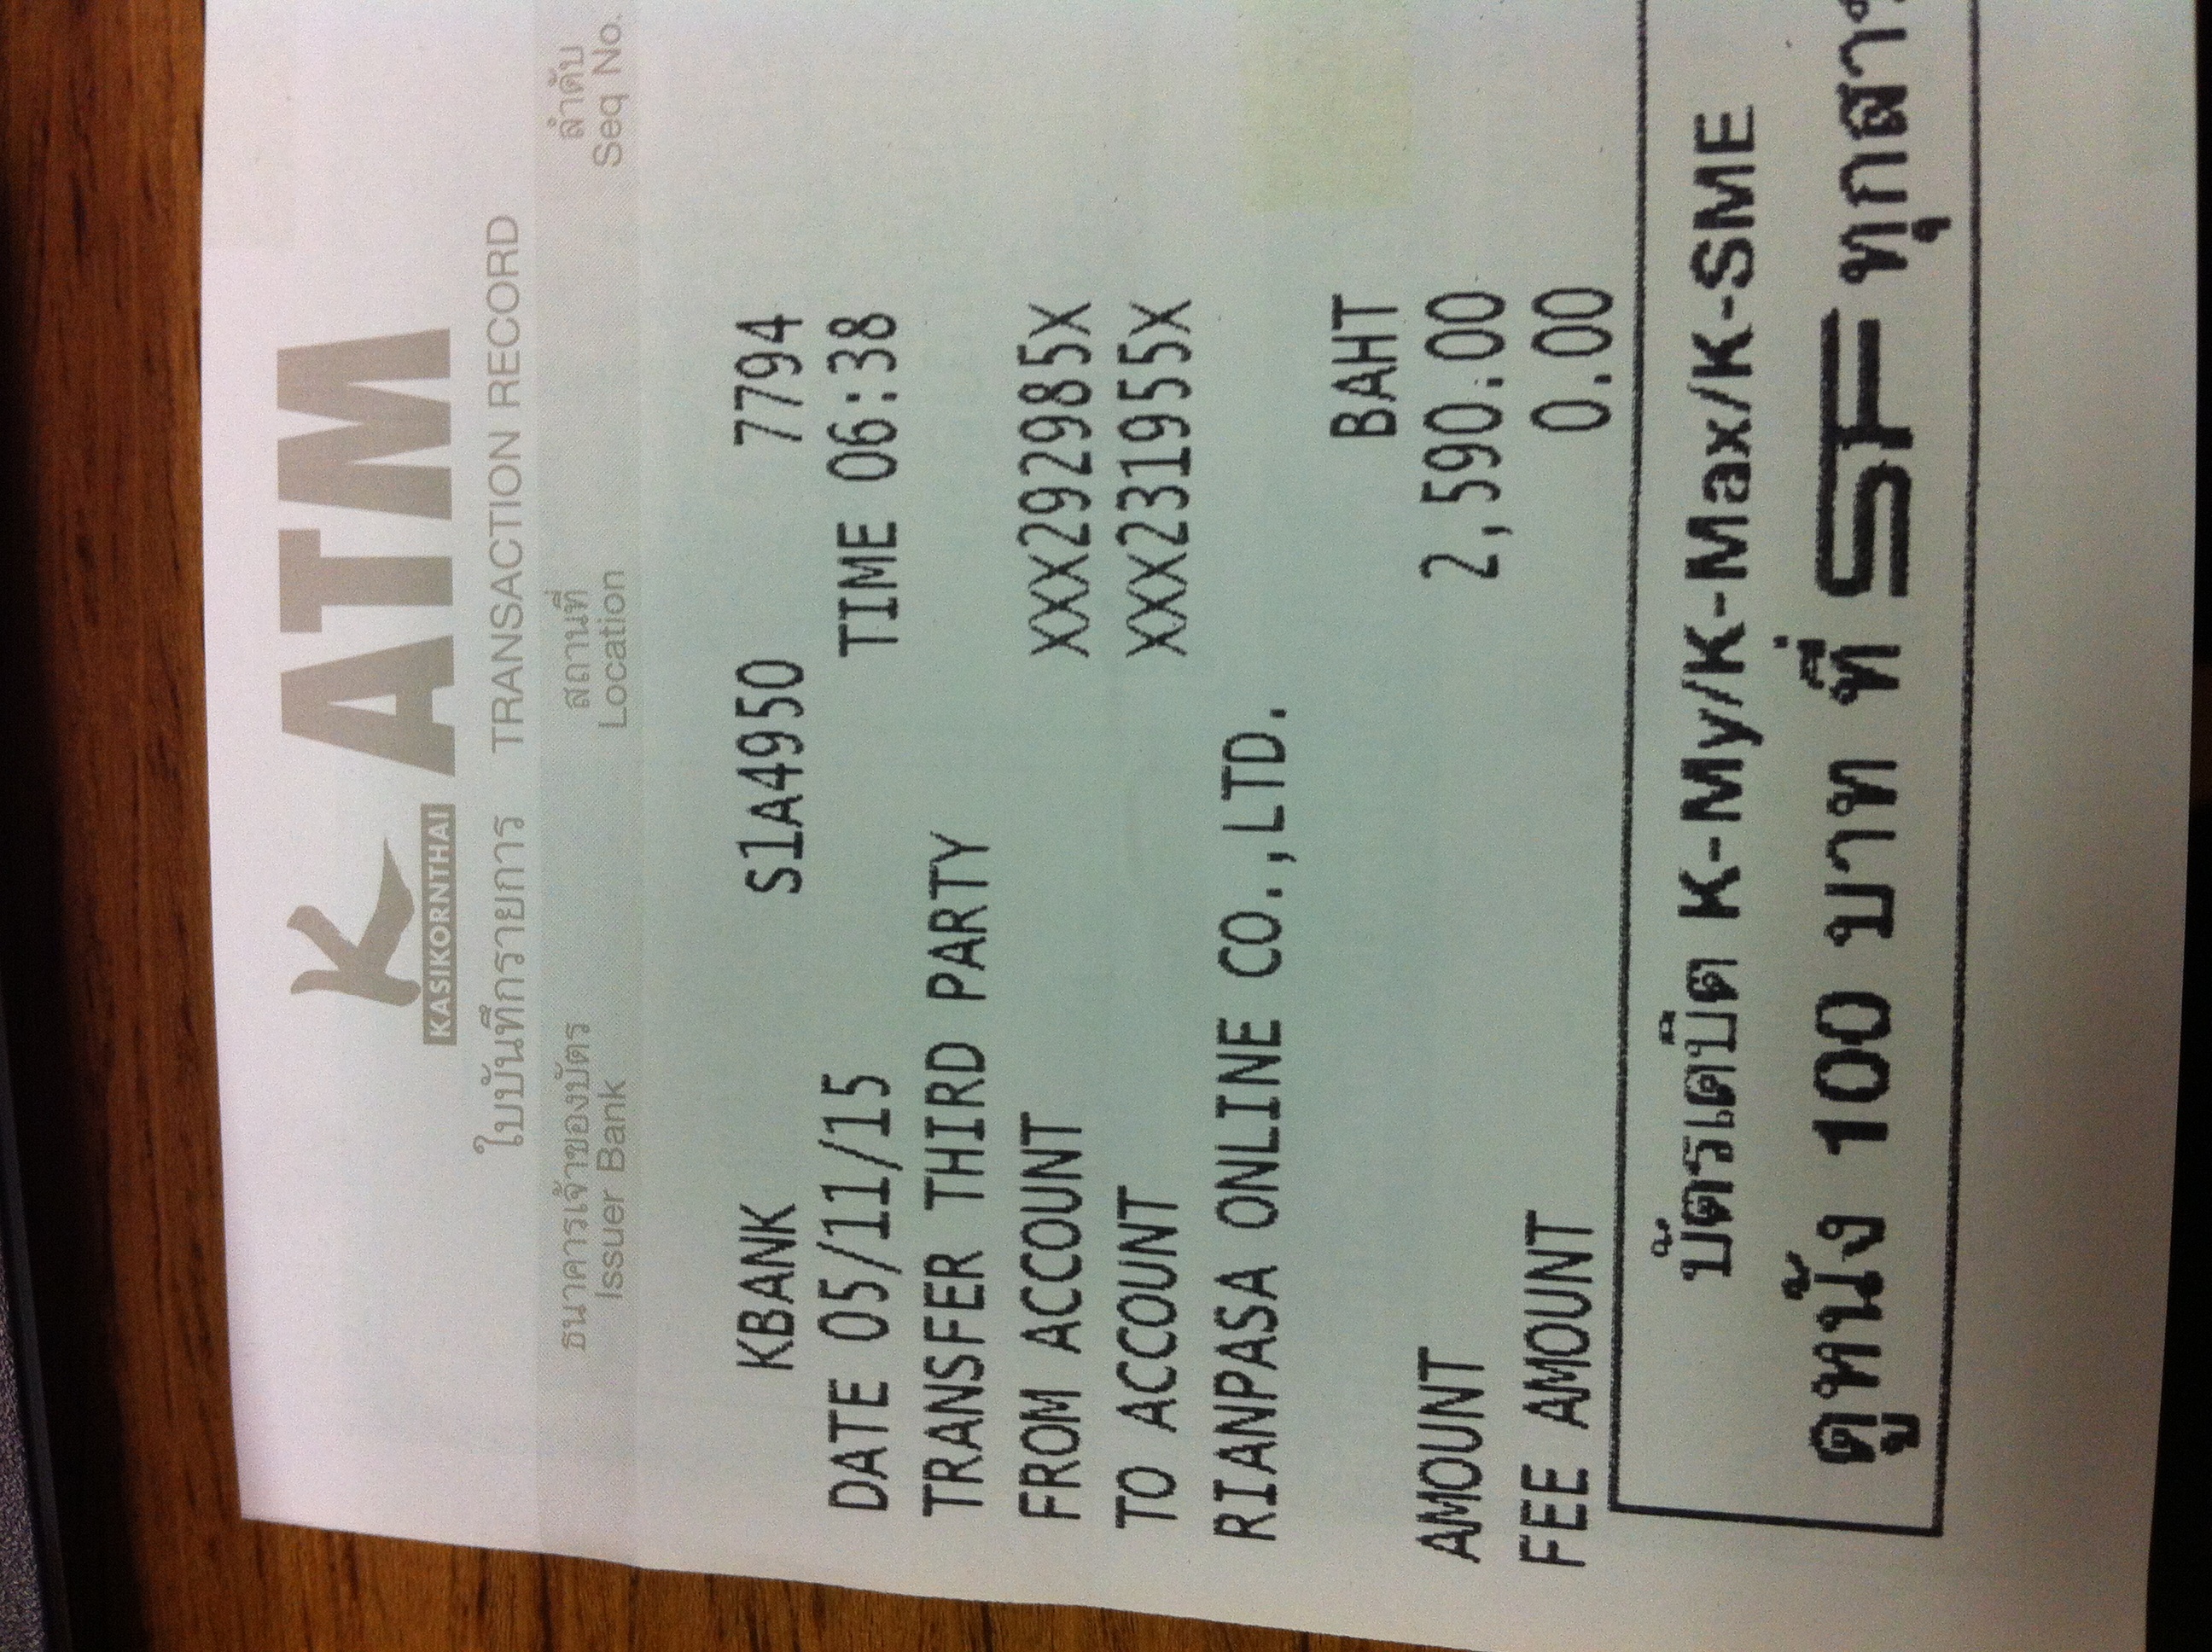 K ATM
KASIKORNTHAI
ใบบันทึกรายการ TRANSACTION RECORD
ธนาคารเจ้าของบัตร สถานที่ ลำดับ
Issuer Bank Location Seq No.
KBANK S1A4950 7794
DATE 05/11/15 TIME 06:38
TRANSFER THIRD PARTY
FROM ACCOUNT XXX292985X
TO ACCOUNT XXX231955X
RIANPASA ONLINE CO.,LTD.
BAHT
AMOUNT 2,590.00
FEE AMOUNT 0.00
บัตรเดบิต K-My/K-Max/K-SME
ดูหนัง 100 บาท ที่ SF ทุกสา